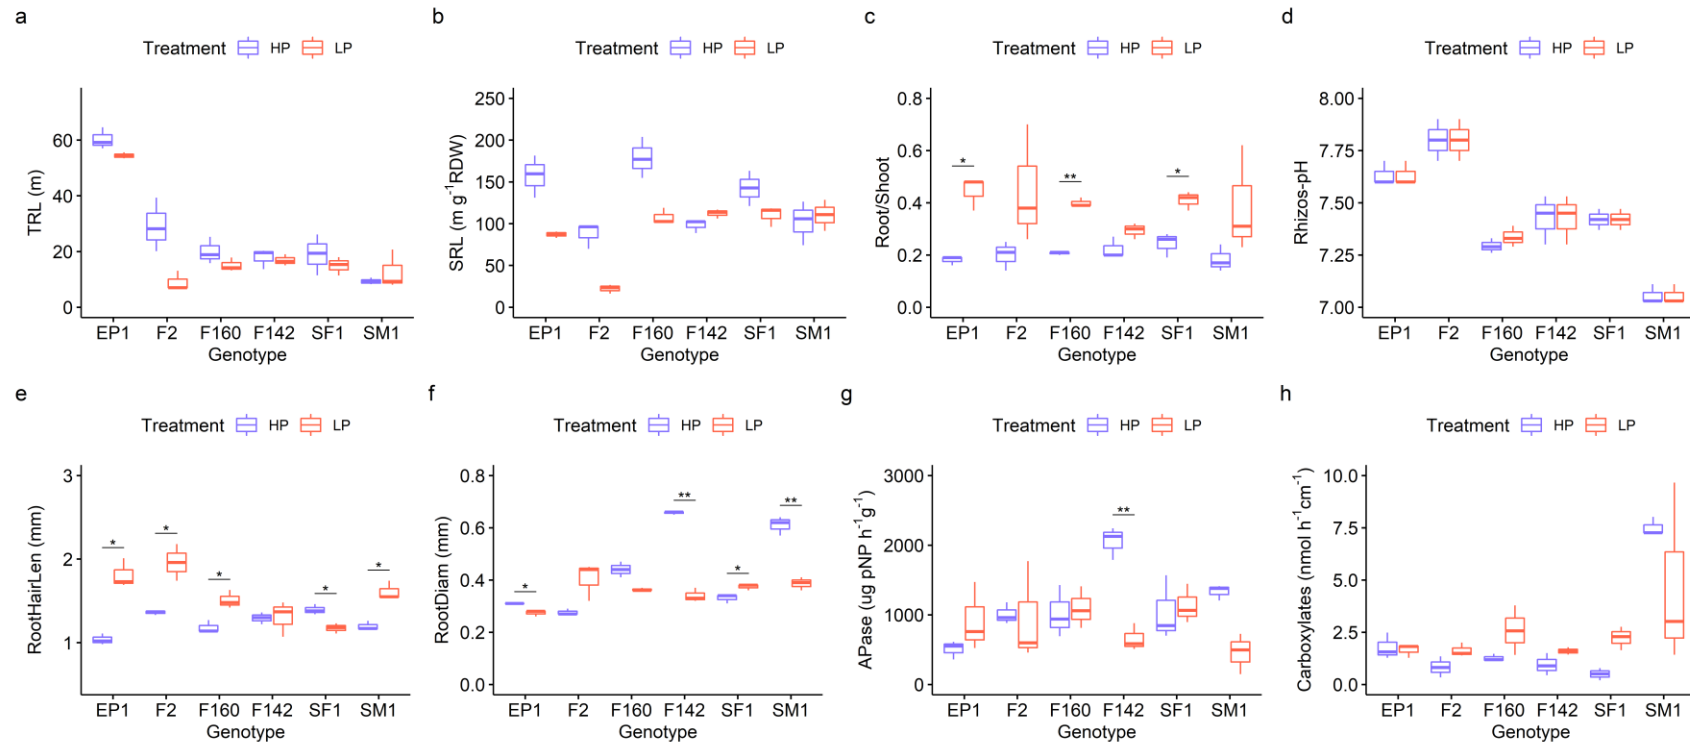 a
Treatment HP LP
TRL (m)
60
40
20
0
EP1 F2 F160 F142 SF1 SM1
Genotype
b
Treatment HP LP
SRL (m g⁻¹RDW)
250
200
150
100
50
0
EP1 F2 F160 F142 SF1 SM1
Genotype
c
Treatment HP LP
Root/Shoot
0.8
0.6
0.4
0.2
0.0
* ** *
EP1 F2 F160 F142 SF1 SM1
Genotype
d
Treatment HP LP
Rhizos-pH
8.00
7.75
7.50
7.25
7.00
EP1 F2 F160 F142 SF1 SM1
Genotype
e
Treatment HP LP
RootHairLen (mm)
3
2
1
* * * * *
EP1 F2 F160 F142 SF1 SM1
Genotype
f
Treatment HP LP
RootDiam (mm)
0.8
0.6
0.4
0.2
0.0
* ** * **
EP1 F2 F160 F142 SF1 SM1
Genotype
g
Treatment HP LP
APase (ug pNP h⁻¹g⁻¹)
3000
2000
1000
0
**
EP1 F2 F160 F142 SF1 SM1
Genotype
h
Treatment HP LP
Carboxylates (nmol h⁻¹cm⁻¹)
10.0
7.5
5.0
2.5
0.0
EP1 F2 F160 F142 SF1 SM1
Genotype